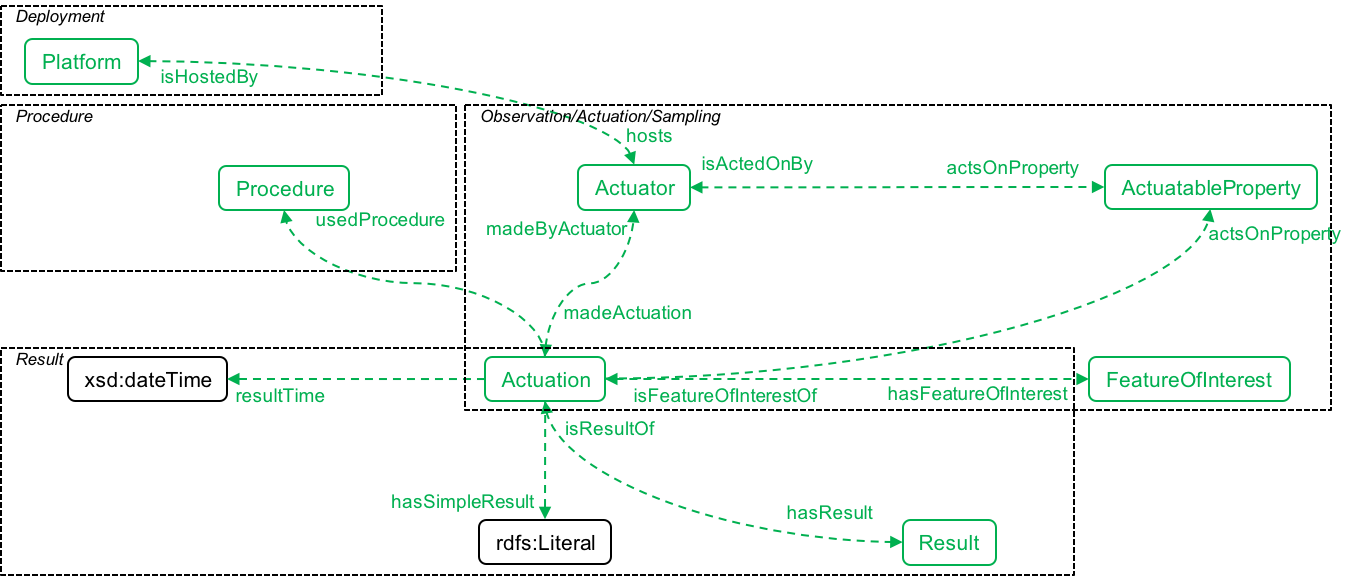 Deployment
Platform
isHostedBy
Procedure
Observation/Actuation/Sampling
hosts
isActedOnBy
actsOnProperty
Procedure
Actuator
ActuatableProperty
usedProcedure
madeByActuator
actsOnProperty
madeActuation
Result
xsd:dateTime
Actuation
FeatureOfInterest
resultTime
isFeatureOfInterestOf
hasFeatureOfInterest
isResultOf
hasSimpleResult
hasResult
rdfs:Literal
Result